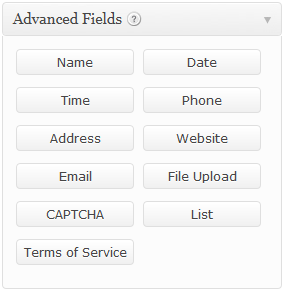 Advanced Fields ?
Name Date
Time Phone
Address Website
Email File Upload
CAPTCHA List
Terms of Service